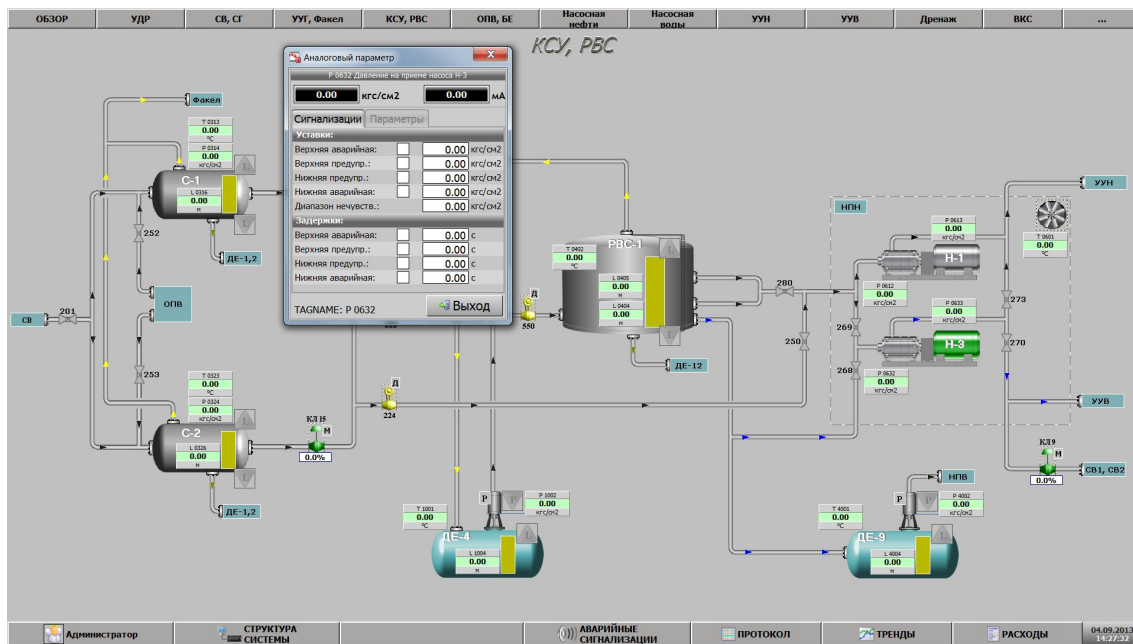 ОБЗОР
УДР
СВ, СГ
УУГ, Факел
КСУ, РВС
ОПВ, БЕ
Насосная
нефти
Насосная
воды
УУН
УУВ
Дренаж
ВКС
...
КСУ, РВС
Аналоговый параметр
P 0632 Давление на приеме насоса Н-3
0.00 кгс/см2 0.00 мА
Сигнализации Параметры
Уставки:
Верхняя аварийная: 0.00 кгс/см2
Верхняя предупр.: 0.00 кгс/см2
Нижняя предупр.: 0.00 кгс/см2
Нижняя аварийная: 0.00 кгс/см2
Диапазон нечувств.: 0.00 кгс/см2
Задержки:
Верхняя аварийная: 0.00 с
Верхняя предупр.: 0.00 с
Нижняя предупр.: 0.00 с
Нижняя аварийная: 0.00 с
TAGNAME: P 0632
Выход
Факел
T 0313
0.00
°C
P 0314
0.00
кгс/см2
L
С-1
L 0316
0.00
м
L
252
ДЕ-1,2
ОПВ
СВ
201
253
T 0323
0.00
°C
P 0324
0.00
кгс/см2
L
С-2
L 0326
0.00
м
L
ДЕ-1,2
КЛ 15
М
0.0%
Д
224
Д
550
РВС-1
T 0402
0.00
°C
L 0405
0.00
м
L 0404
0.00
м
L
L
ДЕ-12
280
250
НПН
P 0613
0.00
кгс/см2
Н-1
P 0612
0.00
кгс/см2
T 0601
0.00
°C
УУН
273
269
P 0633
0.00
кгс/см2
Н-3
270
268
P 0632
0.00
кгс/см2
УУВ
КЛ 9
М
0.0%
СВ1, СВ2
T 1001
0.00
°C
P
P
P 1002
0.00
кгс/см2
ДЕ-4
L
L 1004
0.00
м
НПВ
T 4001
0.00
°C
P
P
P 4002
0.00
кгс/см2
ДЕ-9
L
L 4004
0.00
м
Администратор
СТРУКТУРА
СИСТЕМЫ
АВАРИЙНЫЕ
СИГНАЛИЗАЦИИ
ПРОТОКОЛ
ТРЕНДЫ
РАСХОДЫ
04.09.2013
14:27:32